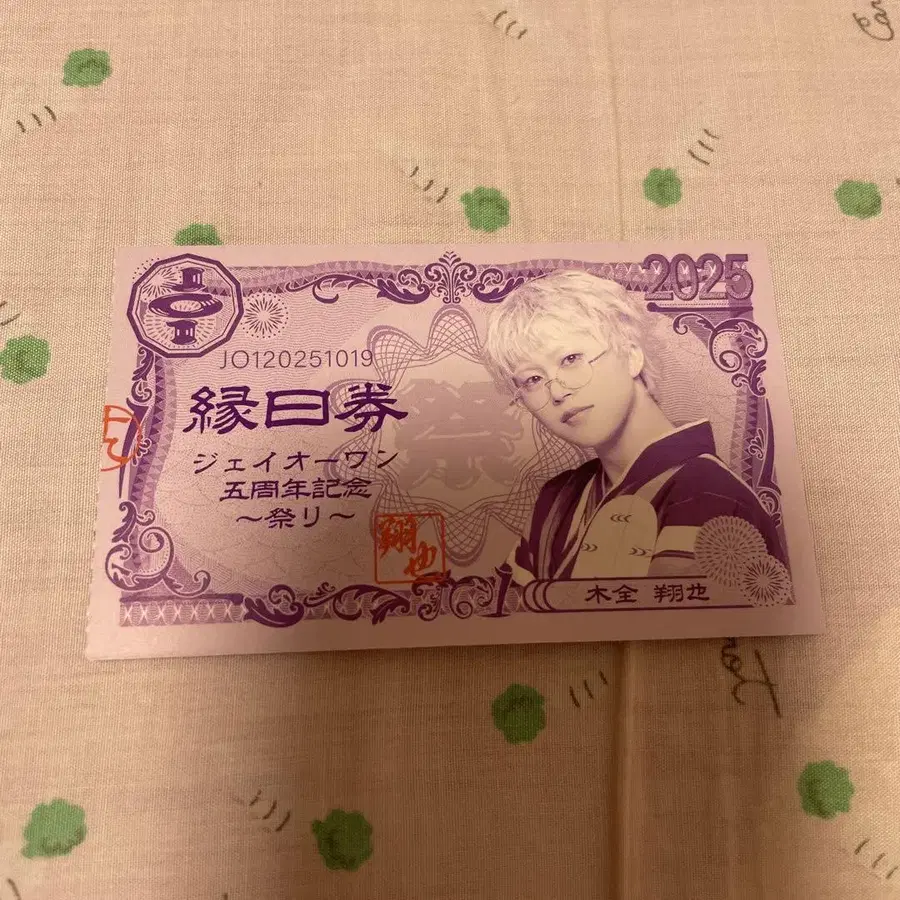 2025
JO120251019
縁日券
ジェイオーワン
五周年記念
～祭り～
祭
翔也
木全 翔也